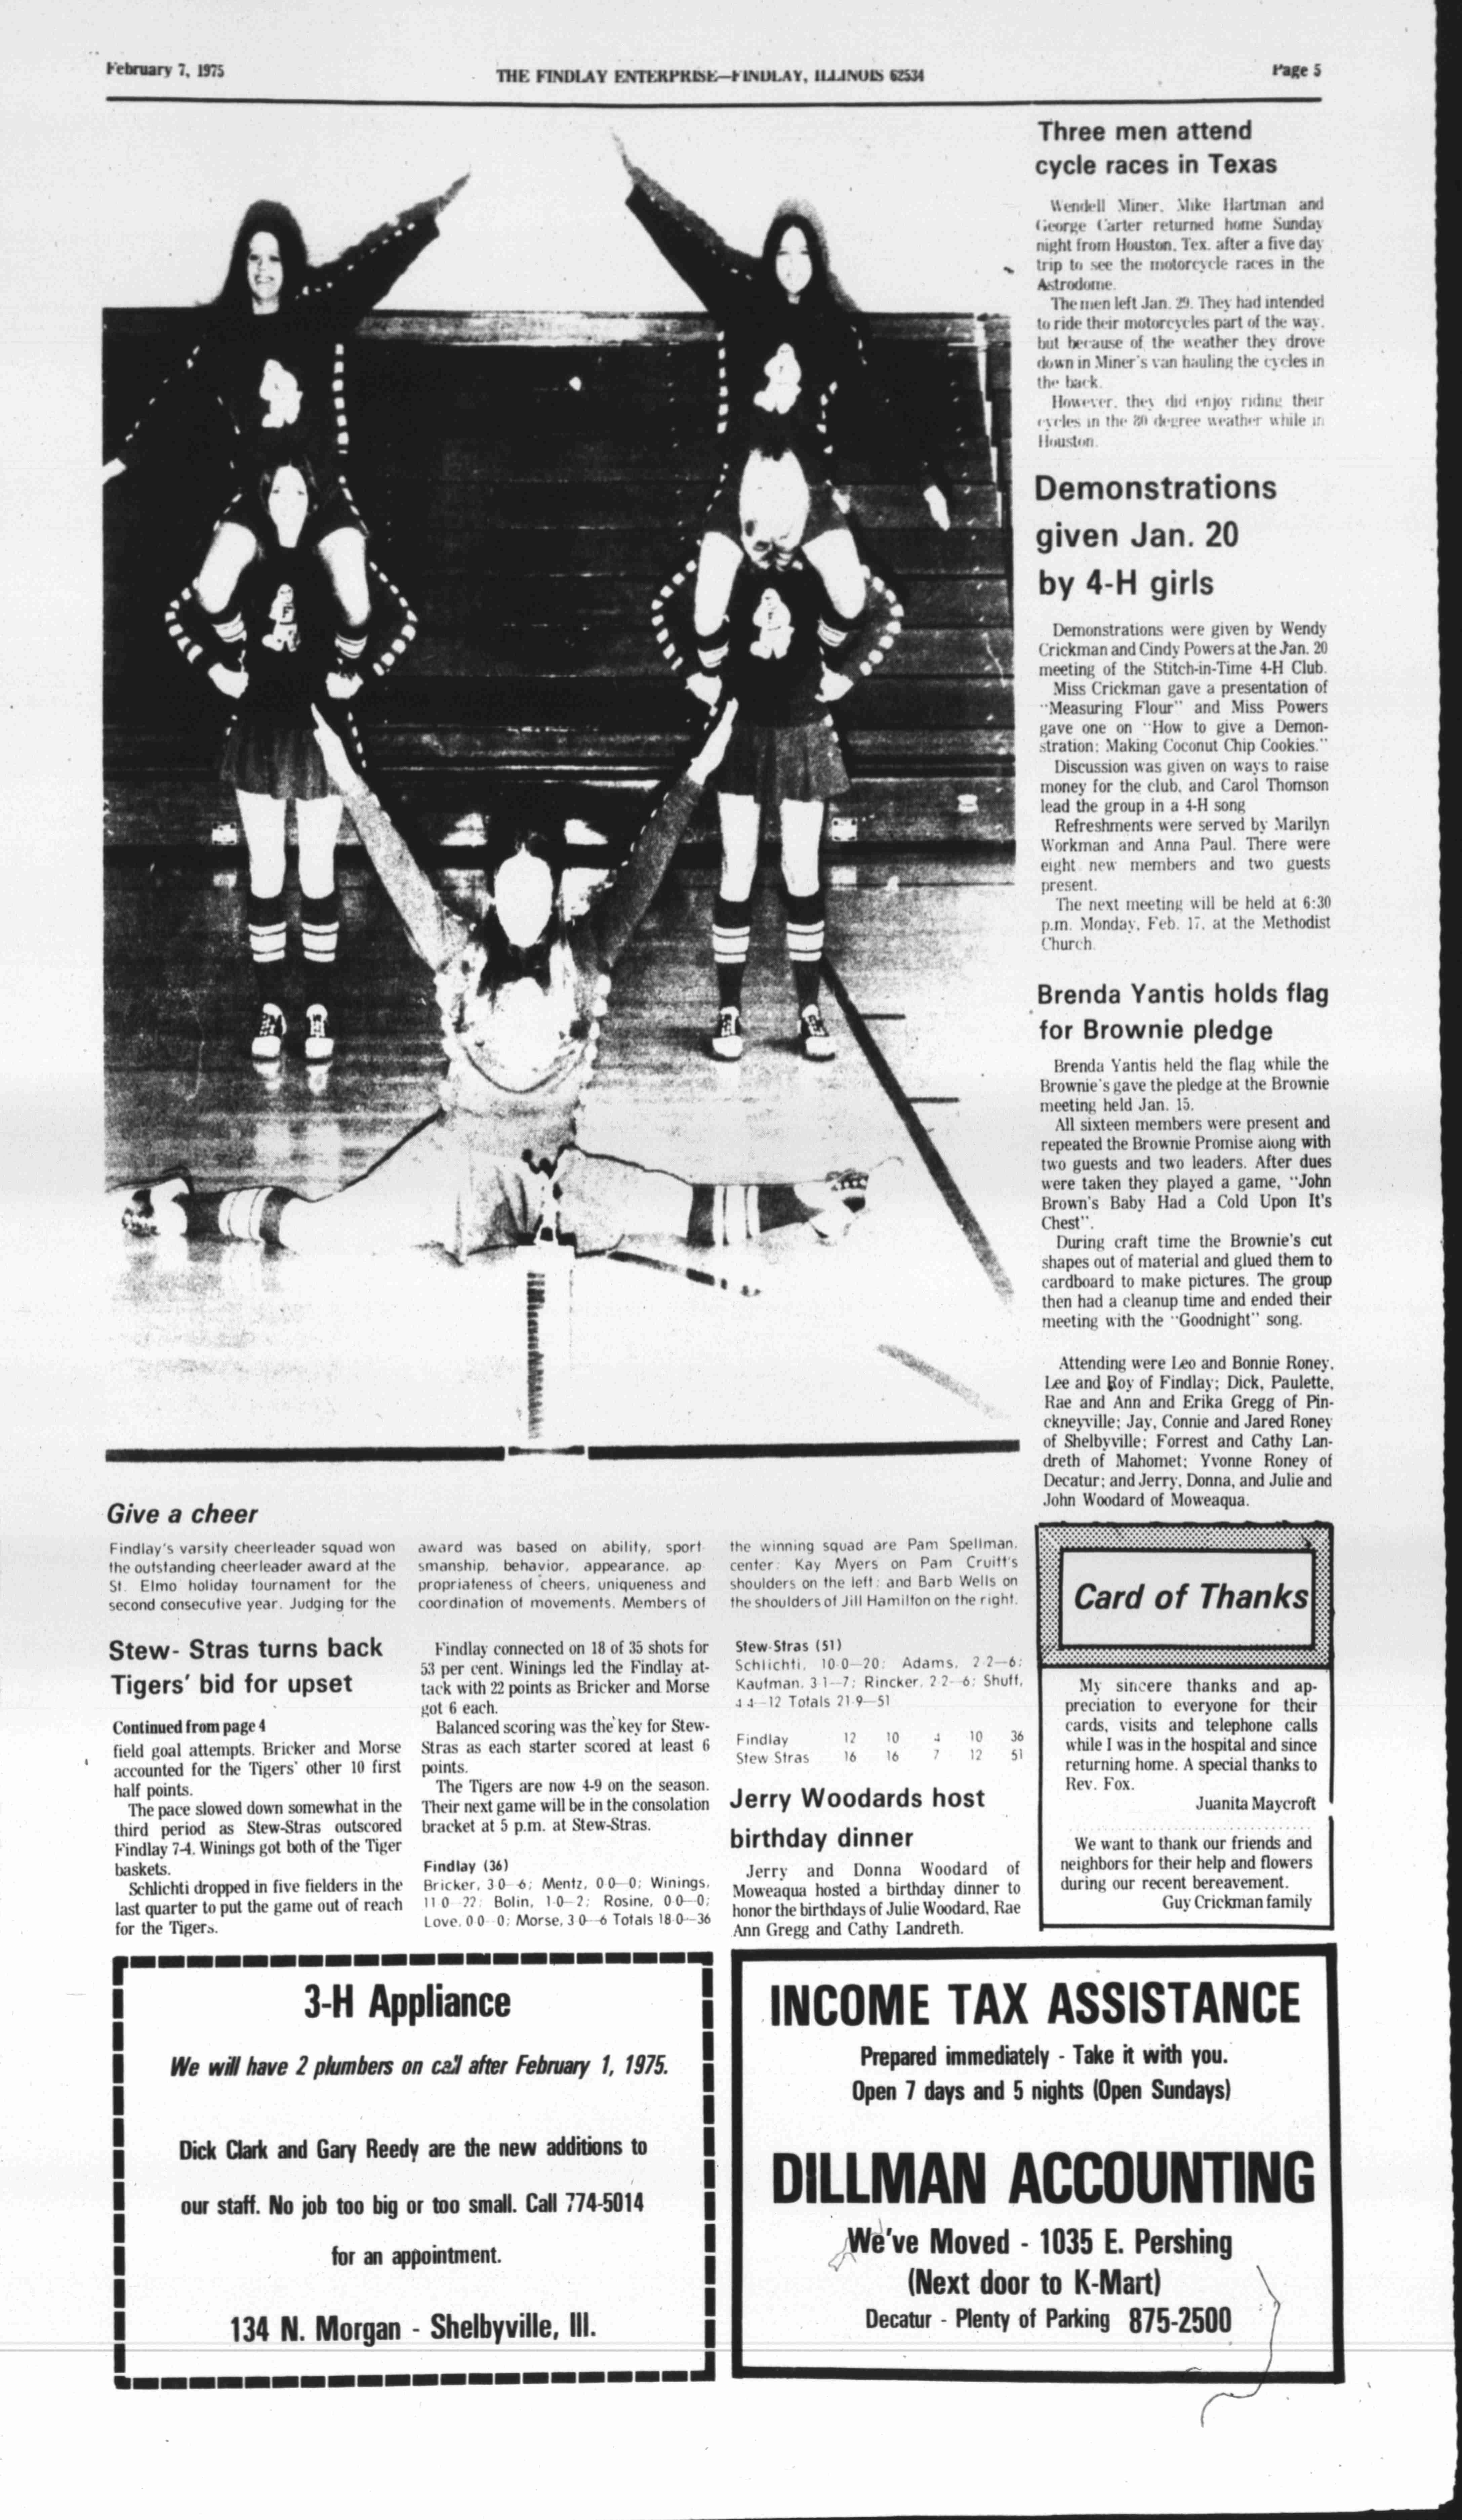 February 7, 1975
THE FINDLAY ENTERPRISE—FINDLAY, ILLINOIS 62534
Page 5
Three men attend
cycle races in Texas
Wendell Miner, Mike Hartman and
George Carter returned home Sunday
night from Houston, Tex. after a five day
trip to see the motorcycle races in the
Astrodome.
The men left Jan. 29. They had intended
to ride their motorcycles part of the way,
but because of the weather they drove
down in Miner's van hauling the cycles in
the back.
However, they did enjoy riding their
cycles in the 80 degree weather while in
Houston.
Demonstrations
given Jan. 20
by 4-H girls
Demonstrations were given by Wendy
Crickman and Cindy Powers at the Jan. 20
meeting of the Stitch-in-Time 4-H Club.
Miss Crickman gave a presentation of
"Measuring Flour" and Miss Powers
gave one on "How to give a Demon-
stration: Making Coconut Chip Cookies."
Discussion was given on ways to raise
money for the club, and Carol Thomson
lead the group in a 4-H song
Refreshments were served by Marilyn
Workman and Anna Paul. There were
eight new members and two guests
present.
The next meeting will be held at 6:30
p.m. Monday, Feb. 17, at the Methodist
Church.
Brenda Yantis holds flag
for Brownie pledge
Brenda Yantis held the flag while the
Brownie's gave the pledge at the Brownie
meeting held Jan. 15.
All sixteen members were present and
repeated the Brownie Promise along with
two guests and two leaders. After dues
were taken they played a game, "John
Brown's Baby Had a Cold Upon It's
Chest".
During craft time the Brownie's cut
shapes out of material and glued them to
cardboard to make pictures. The group
then had a cleanup time and ended their
meeting with the "Goodnight" song.
Attending were Leo and Bonnie Roney,
Lee and Roy of Findlay; Dick, Paulette,
Rae and Ann and Erika Gregg of Pin-
ckneyville; Jay, Connie and Jared Roney
of Shelbyville; Forrest and Cathy Lan-
dreth of Mahomet; Yvonne Roney of
Decatur; and Jerry, Donna, and Julie and
John Woodard of Moweaqua.
Give a cheer
Findlay's varsity cheerleader squad won
the outstanding cheerleader award at the
St. Elmo holiday tournament for the
second consecutive year. Judging for the
award was based on ability, sport-
smanship, behavior, appearance, ap-
propriateness of cheers, uniqueness and
coordination of movements. Members of
the winning squad are Pam Spellman,
center; Kay Myers on Pam Cruitt's
shoulders on the left; and Barb Wells on
the shoulders of Jill Hamilton on the right.
Stew- Stras turns back
Tigers' bid for upset
Continued from page 4
field goal attempts. Bricker and Morse
accounted for the Tigers' other 10 first
half points.
The pace slowed down somewhat in the
third period as Stew-Stras outscored
Findlay 7-4. Winings got both of the Tiger
baskets.
Schlichti dropped in five fielders in the
last quarter to put the game out of reach
for the Tigers.
Findlay connected on 18 of 35 shots for
53 per cent. Winings led the Findlay at-
tack with 22 points as Bricker and Morse
got 6 each.
Balanced scoring was the key for Stew-
Stras as each starter scored at least 6
points.
The Tigers are now 4-9 on the season.
Their next game will be in the consolation
bracket at 5 p.m. at Stew-Stras.
Findlay (36)
Bricker, 3 0—6; Mentz, 0 0—0; Winings,
11 0—22; Bolin, 1-0—2; Rosine, 0-0—0;
Love, 0 0—0; Morse, 3 0—6 Totals 18-0—36
Stew-Stras (51)
Schlichti, 10 0—20; Adams, 2 2—6;
Kaufman, 3 1—7; Rincker, 2 2—6; Shuff,
4 4—12 Totals 21-9—51
Findlay 12 10 4 10 36
Stew Stras 16 16 7 12 51
Jerry Woodards host
birthday dinner
Jerry and Donna Woodard of
Moweaqua hosted a birthday dinner to
honor the birthdays of Julie Woodard, Rae
Ann Gregg and Cathy Landreth.
Card of Thanks
My sincere thanks and ap-
preciation to everyone for their
cards, visits and telephone calls
while I was in the hospital and since
returning home. A special thanks to
Rev. Fox.
Juanita Maycroft
We want to thank our friends and
neighbors for their help and flowers
during our recent bereavement.
Guy Crickman family
3-H Appliance
We will have 2 plumbers on call after February 1, 1975.
Dick Clark and Gary Reedy are the new additions to
our staff. No job too big or too small. Call 774-5014
for an appointment.
134 N. Morgan - Shelbyville, Ill.
INCOME TAX ASSISTANCE
Prepared immediately - Take it with you.
Open 7 days and 5 nights (Open Sundays)
DILLMAN ACCOUNTING
We've Moved - 1035 E. Pershing
(Next door to K-Mart)
Decatur - Plenty of Parking 875-2500